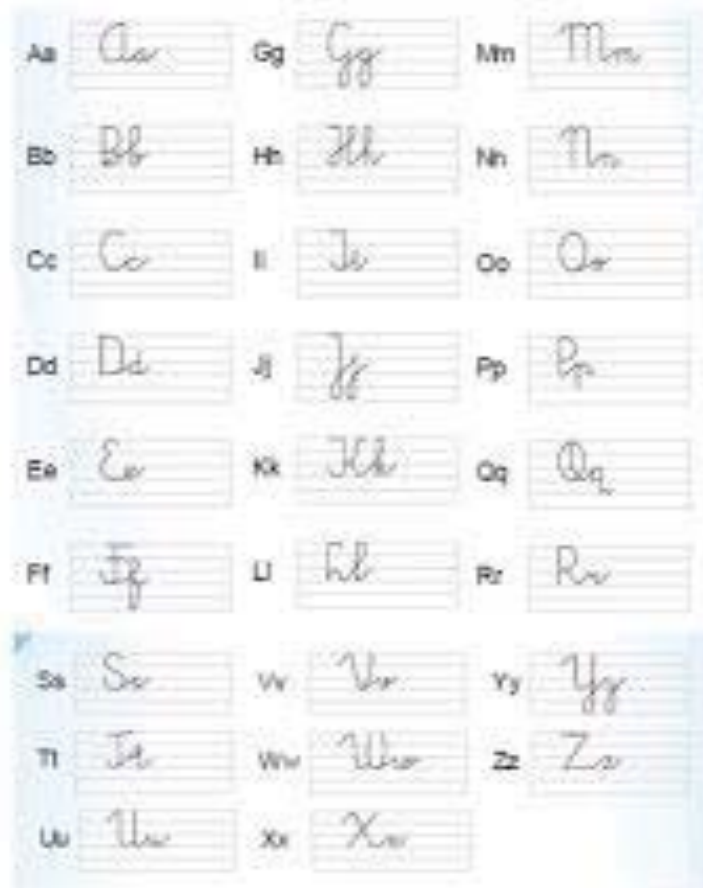 Aa Aa Gg Gg Mm Mm
Bb Bb Hh Hh Nn Nn
Cc Cc Ii Ii Oo Oo
Dd Dd Jj Jj Pp Pp
Ee Ee Kk Kk Qq Qq
Ff Ff Ll Ll Rr Rr
Ss Ss Vv Vv Yy Yy
Tt Tt Ww Ww Zz Zz
Uu Uu Xx Xx